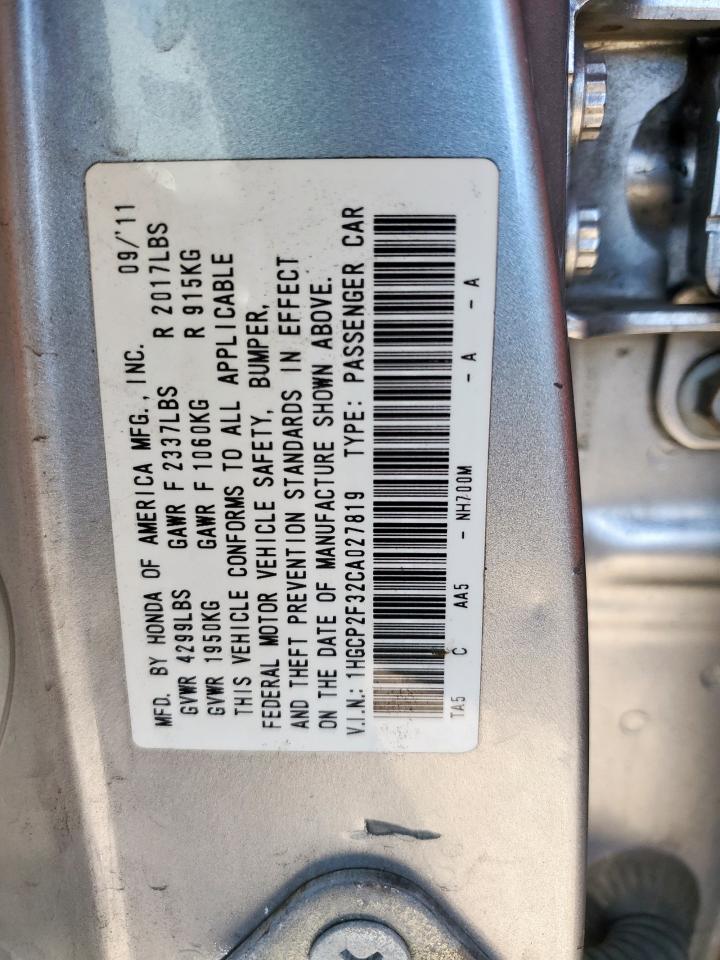 MFD. BY HONDA OF AMERICA MFG., INC. 09/'11
GVWR 4299LBS GAWR F 2337LBS R 2017LBS
GVWR 1950KG GAWR F 1060KG R 915KG
THIS VEHICLE CONFORMS TO ALL APPLICABLE
FEDERAL MOTOR VEHICLE SAFETY, BUMPER,
AND THEFT PREVENTION STANDARDS IN EFFECT
ON THE DATE OF MANUFACTURE SHOWN ABOVE.
V.I.N.: 1HGCP2F32CA027819 TYPE: PASSENGER CAR
TA5 C AA5 - NH700M - A - A